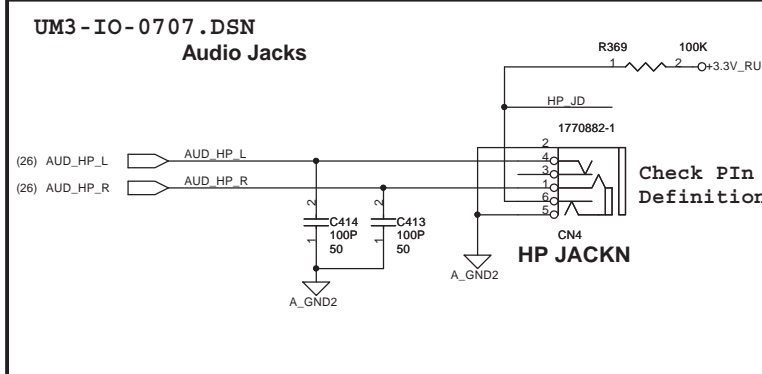 UM3-IO-0707.DSN
Audio Jacks
R369 100K
1 2 +3.3V_RU
HP_JD
1770882-1
2
(26) AUD_HP_L AUD_HP_L 4
3
(26) AUD_HP_R AUD_HP_R 1
6
5
Check PIn
Definition
2 2
C414 C413
100P 100P
50 50
1 1
CN4
HP JACKN
A_GND2
A_GND2